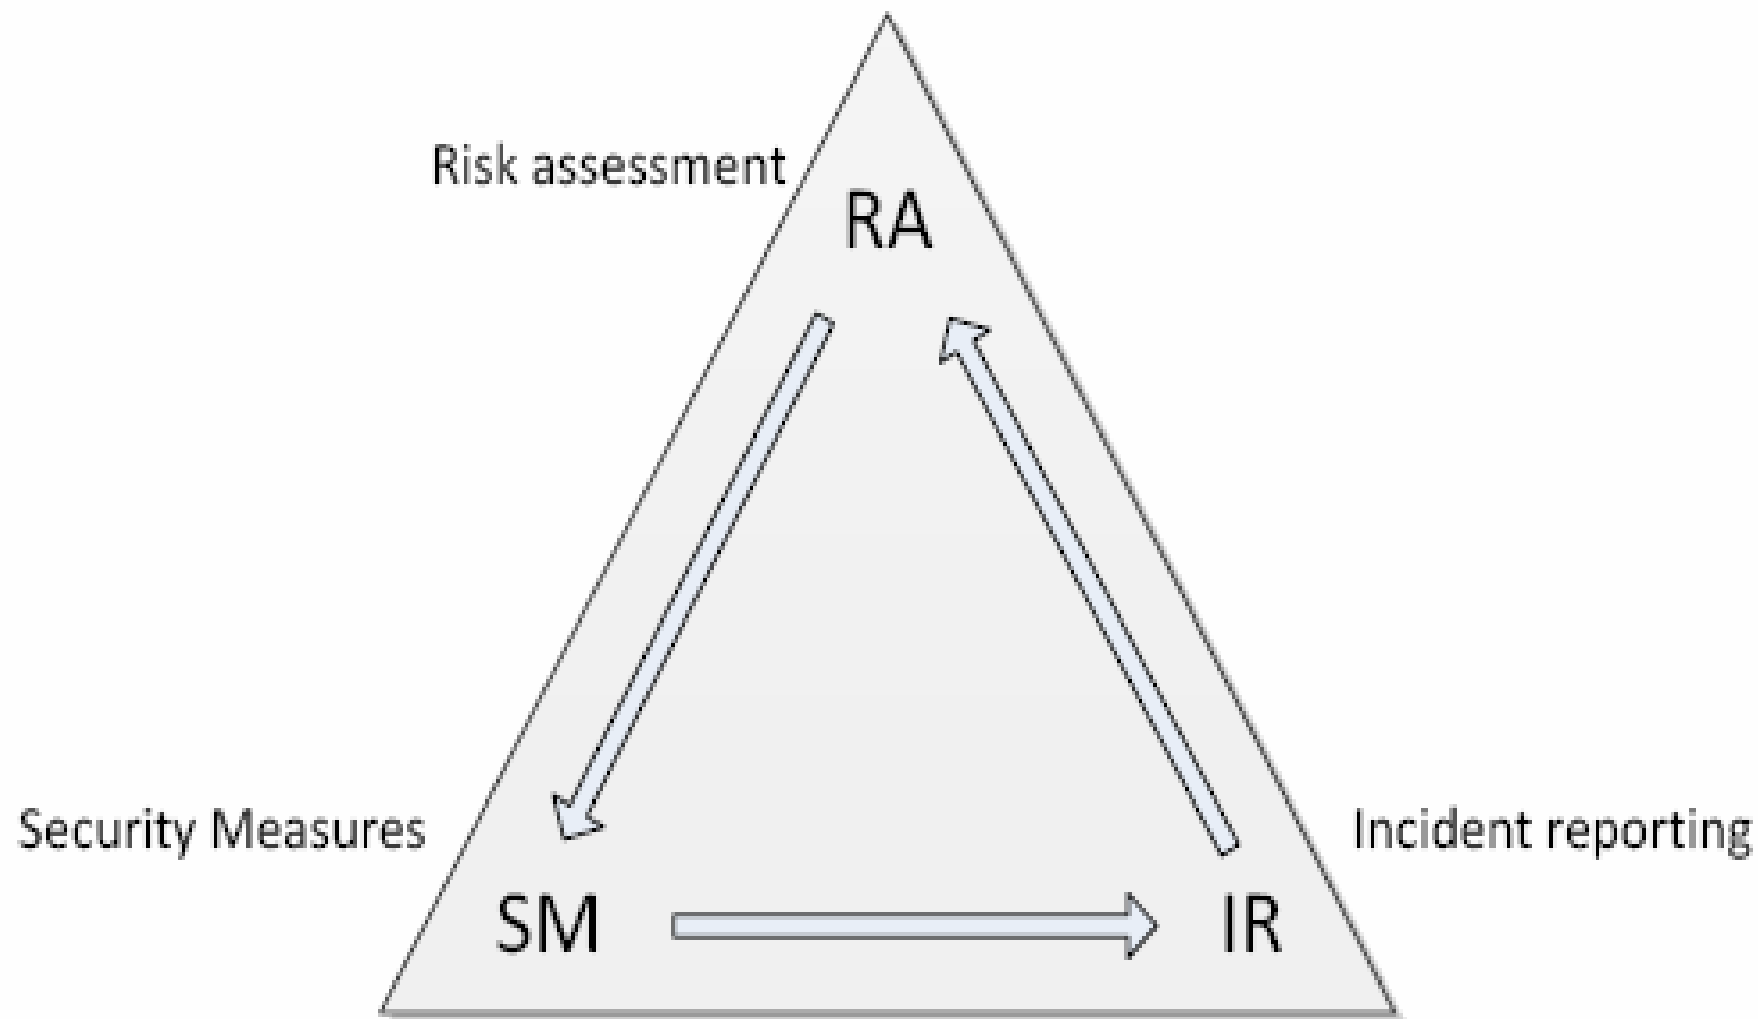 Risk assessment
RA
Security Measures
Incident reporting
SM
IR